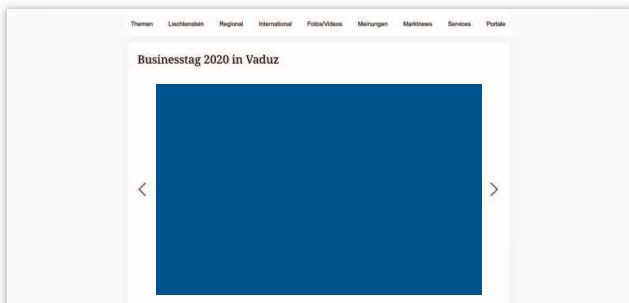 Themen Liechtenstein Regional International Fotos/Videos Meinungen Marktnews Services Portale
Businesstag 2020 in Vaduz